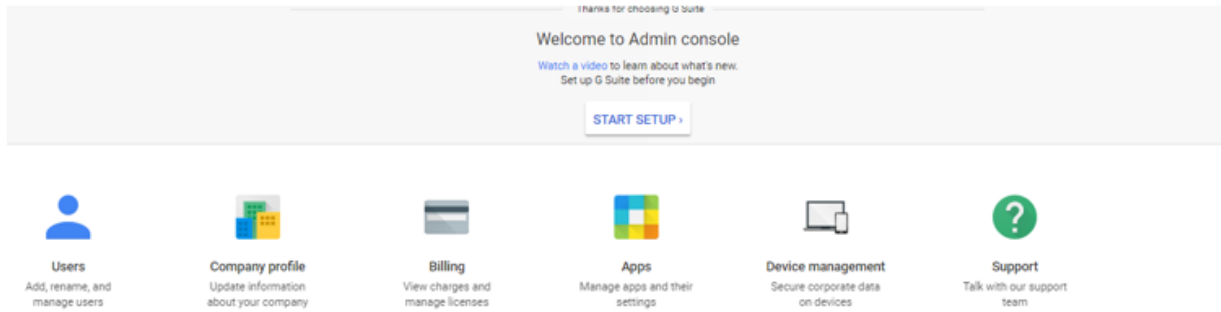 Thanks for choosing G Suite
Welcome to Admin console
Watch a video to learn about what's new.
Set up G Suite before you begin
START SETUP ›
Users
Add, rename, and
manage users
Company profile
Update information
about your company
Billing
View charges and
manage licenses
Apps
Manage apps and their
settings
Device management
Secure corporate data
on devices
Support
Talk with our support
team